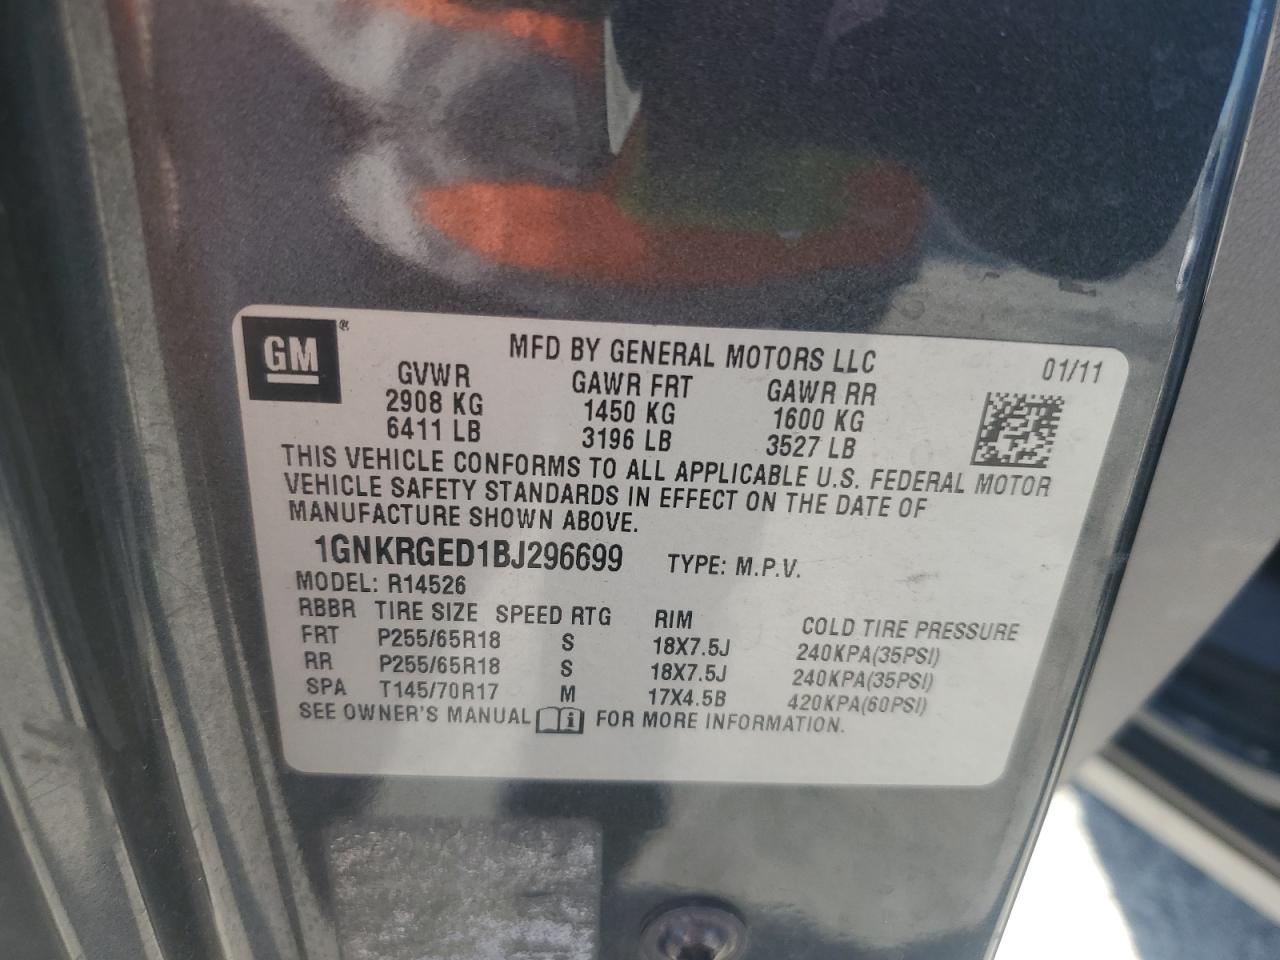 GM ®
MFD BY GENERAL MOTORS LLC 01/11
GVWR GAWR FRT GAWR RR
2908 KG 1450 KG 1600 KG
6411 LB 3196 LB 3527 LB
THIS VEHICLE CONFORMS TO ALL APPLICABLE U.S. FEDERAL MOTOR
VEHICLE SAFETY STANDARDS IN EFFECT ON THE DATE OF
MANUFACTURE SHOWN ABOVE.
1GNKRGED1BJ296699 TYPE: M.P.V.
MODEL: R14526
RBBR TIRE SIZE SPEED RTG RIM COLD TIRE PRESSURE
FRT P255/65R18 S 18X7.5J 240KPA(35PSI)
RR P255/65R18 S 18X7.5J 240KPA(35PSI)
SPA T145/70R17 M 17X4.5B 420KPA(60PSI)
SEE OWNER'S MANUAL i FOR MORE INFORMATION.